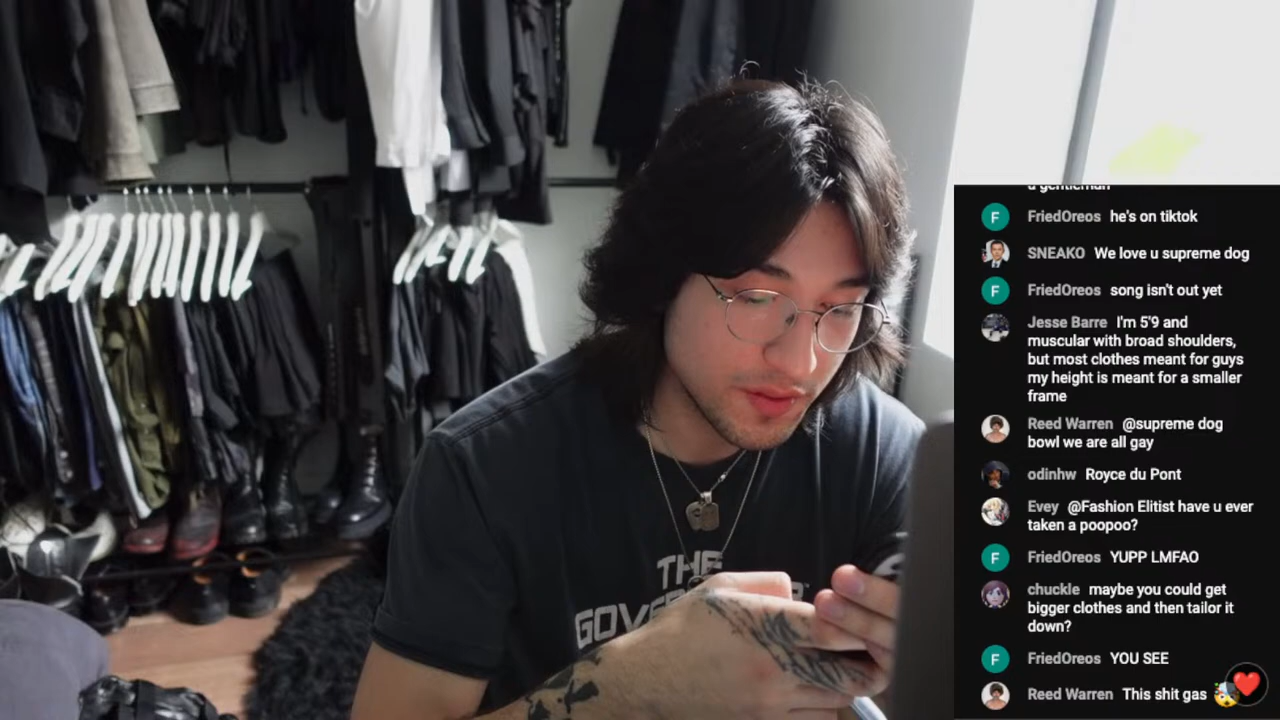 u gentleman
F FriedOreos he's on tiktok
SNEAKO We love u supreme dog
F FriedOreos song isn't out yet
Jesse Barre I'm 5'9 and
muscular with broad shoulders,
but most clothes meant for guys
my height is meant for a smaller
frame
Reed Warren @supreme dog
bowl we are all gay
odinhw Royce du Pont
Evey @Fashion Elitist have u ever
taken a poopoo?
F FriedOreos YUPP LMFAO
chuckle maybe you could get
bigger clothes and then tailor it
down?
F FriedOreos YOU SEE
Reed Warren This shit gas
THE